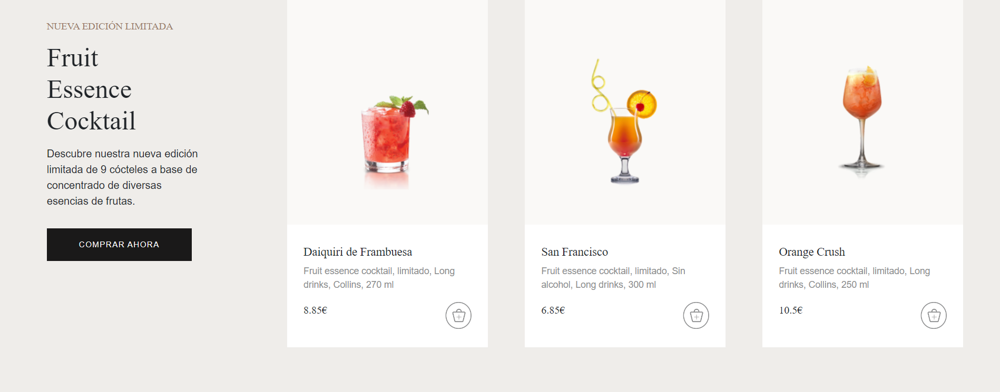 NUEVA EDICIÓN LIMITADA
Fruit
Essence
Cocktail
Descubre nuestra nueva edición
limitada de 9 cócteles a base de
concentrado de diversas
esencias de frutas.
COMPRAR AHORA
Daiquiri de Frambuesa
Fruit essence cocktail, limitado, Long
drinks, Collins, 270 ml
8.85€
San Francisco
Fruit essence cocktail, limitado, Sin
alcohol, Long drinks, 300 ml
6.85€
Orange Crush
Fruit essence cocktail, limitado, Long
drinks, Collins, 250 ml
10.5€